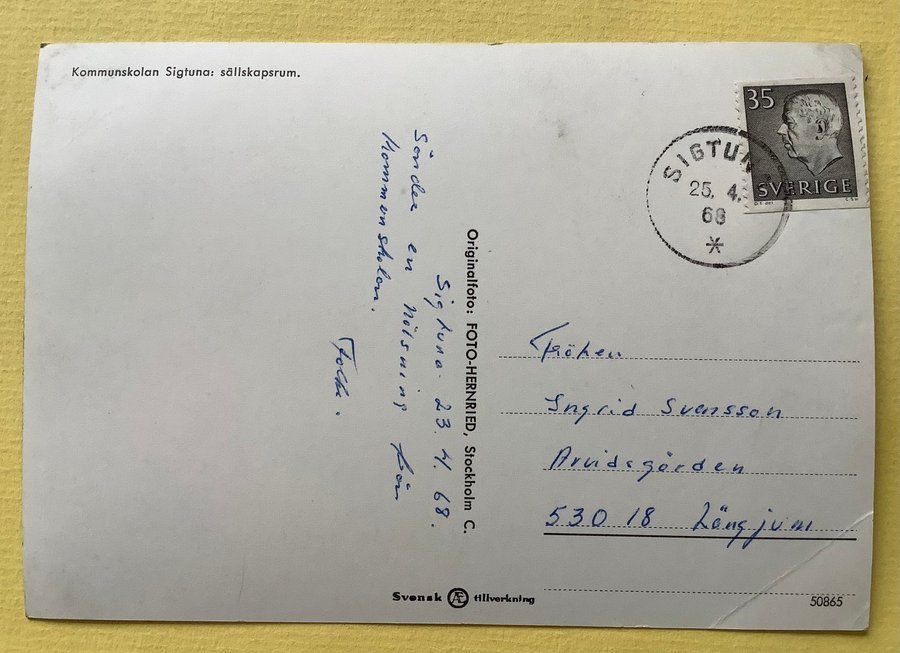 Kommunskolan Sigtuna: sällskapsrum.
35
SVERIGE
SIGTUN
25. 4.
68
*
Sigtuna 23.4.68.
Sänder en hälsning från
Kommunskolan.
Folke.
Originalfoto: FOTO-HERNRIED, Stockholm C.
Fröken
Ingrid Svensson
Arvidsgården
530 18 Längjum
Svensk Æ tillverkning
50865